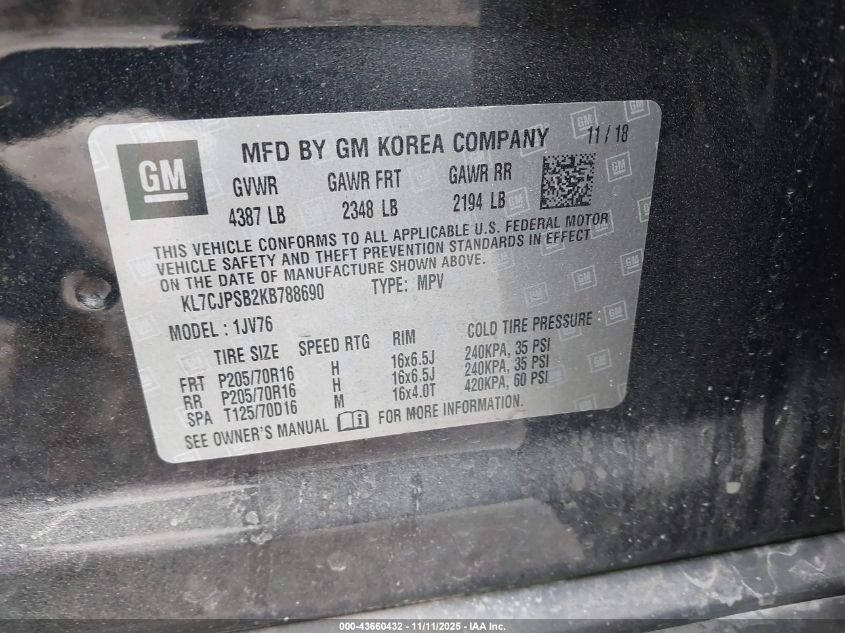 GM
MFD BY GM KOREA COMPANY 11/18
GVWR GAWR FRT GAWR RR
4387 LB 2348 LB 2194 LB
THIS VEHICLE CONFORMS TO ALL APPLICABLE U.S. FEDERAL MOTOR
VEHICLE SAFETY AND THEFT PREVENTION STANDARDS IN EFFECT
ON THE DATE OF MANUFACTURE SHOWN ABOVE.
KL7CJPSB2KB788690 TYPE: MPV
MODEL : 1JV76
TIRE SIZE SPEED RTG RIM COLD TIRE PRESSURE :
FRT P205/70R16 H 16x6.5J 240KPA, 35 PSI
RR P205/70R16 H 16x6.5J 240KPA, 35 PSI
SPA T125/70D16 M 16x4.0T 420KPA, 60 PSI
SEE OWNER'S MANUAL FOR MORE INFORMATION.
000-43660432 - 11/11/2025 - IAA Inc.